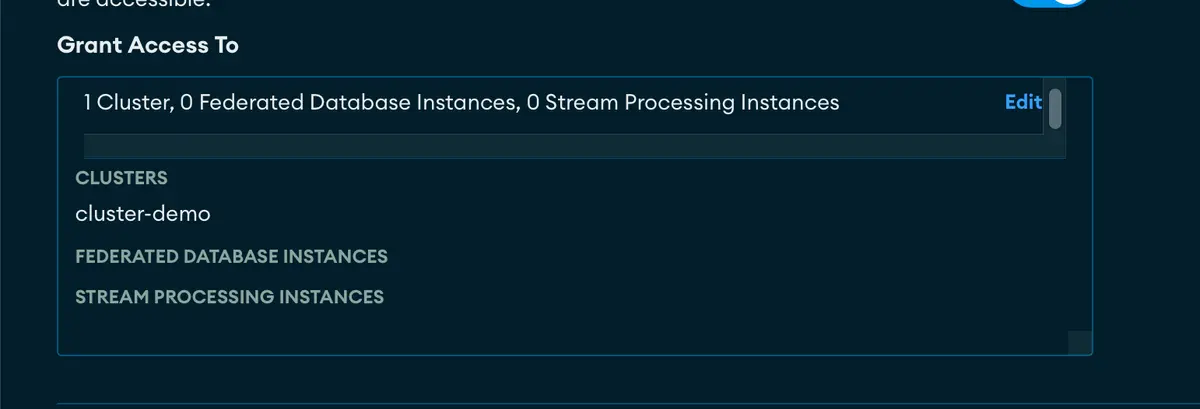 are accessible.
Grant Access To
1 Cluster, 0 Federated Database Instances, 0 Stream Processing Instances
Edit
CLUSTERS
cluster-demo
FEDERATED DATABASE INSTANCES
STREAM PROCESSING INSTANCES